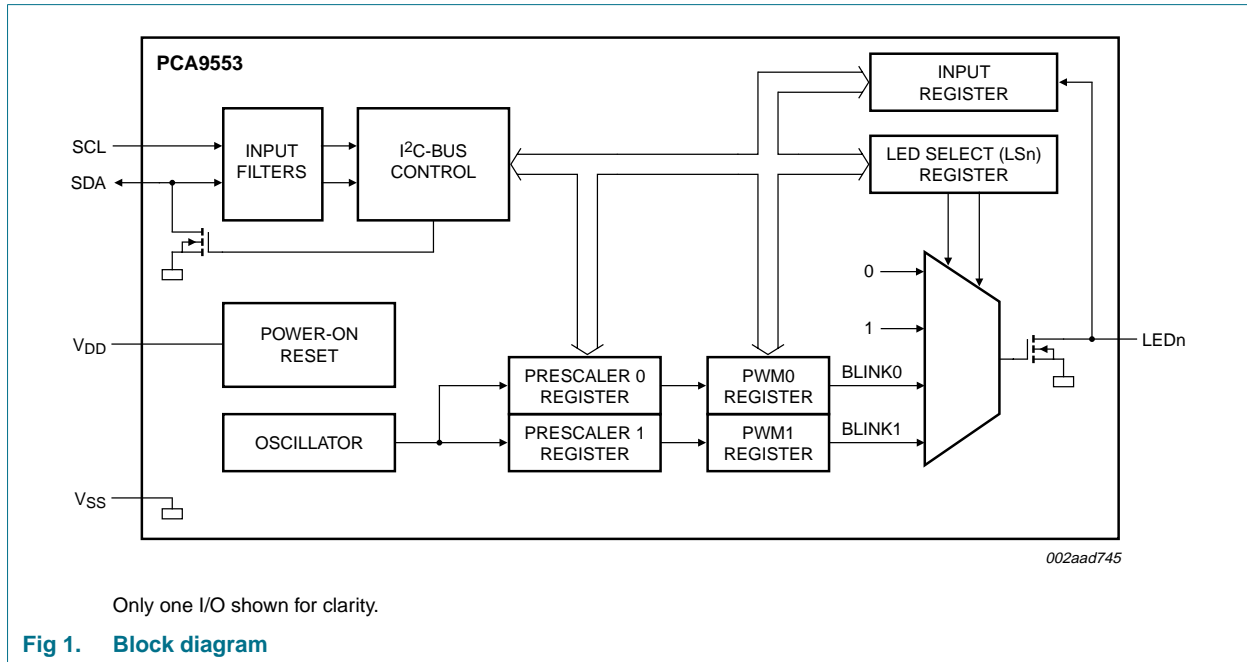 PCA9553
SCL
SDA
INPUT
FILTERS
I2C-BUS
CONTROL
INPUT
REGISTER
LED SELECT (LSn)
REGISTER
0
1
VDD
POWER-ON
RESET
OSCILLATOR
PRESCALER 0
REGISTER
PRESCALER 1
REGISTER
PWM0
REGISTER
PWM1
REGISTER
BLINK0
BLINK1
LEDn
VSS
002aad745
Only one I/O shown for clarity.
Fig 1. Block diagram